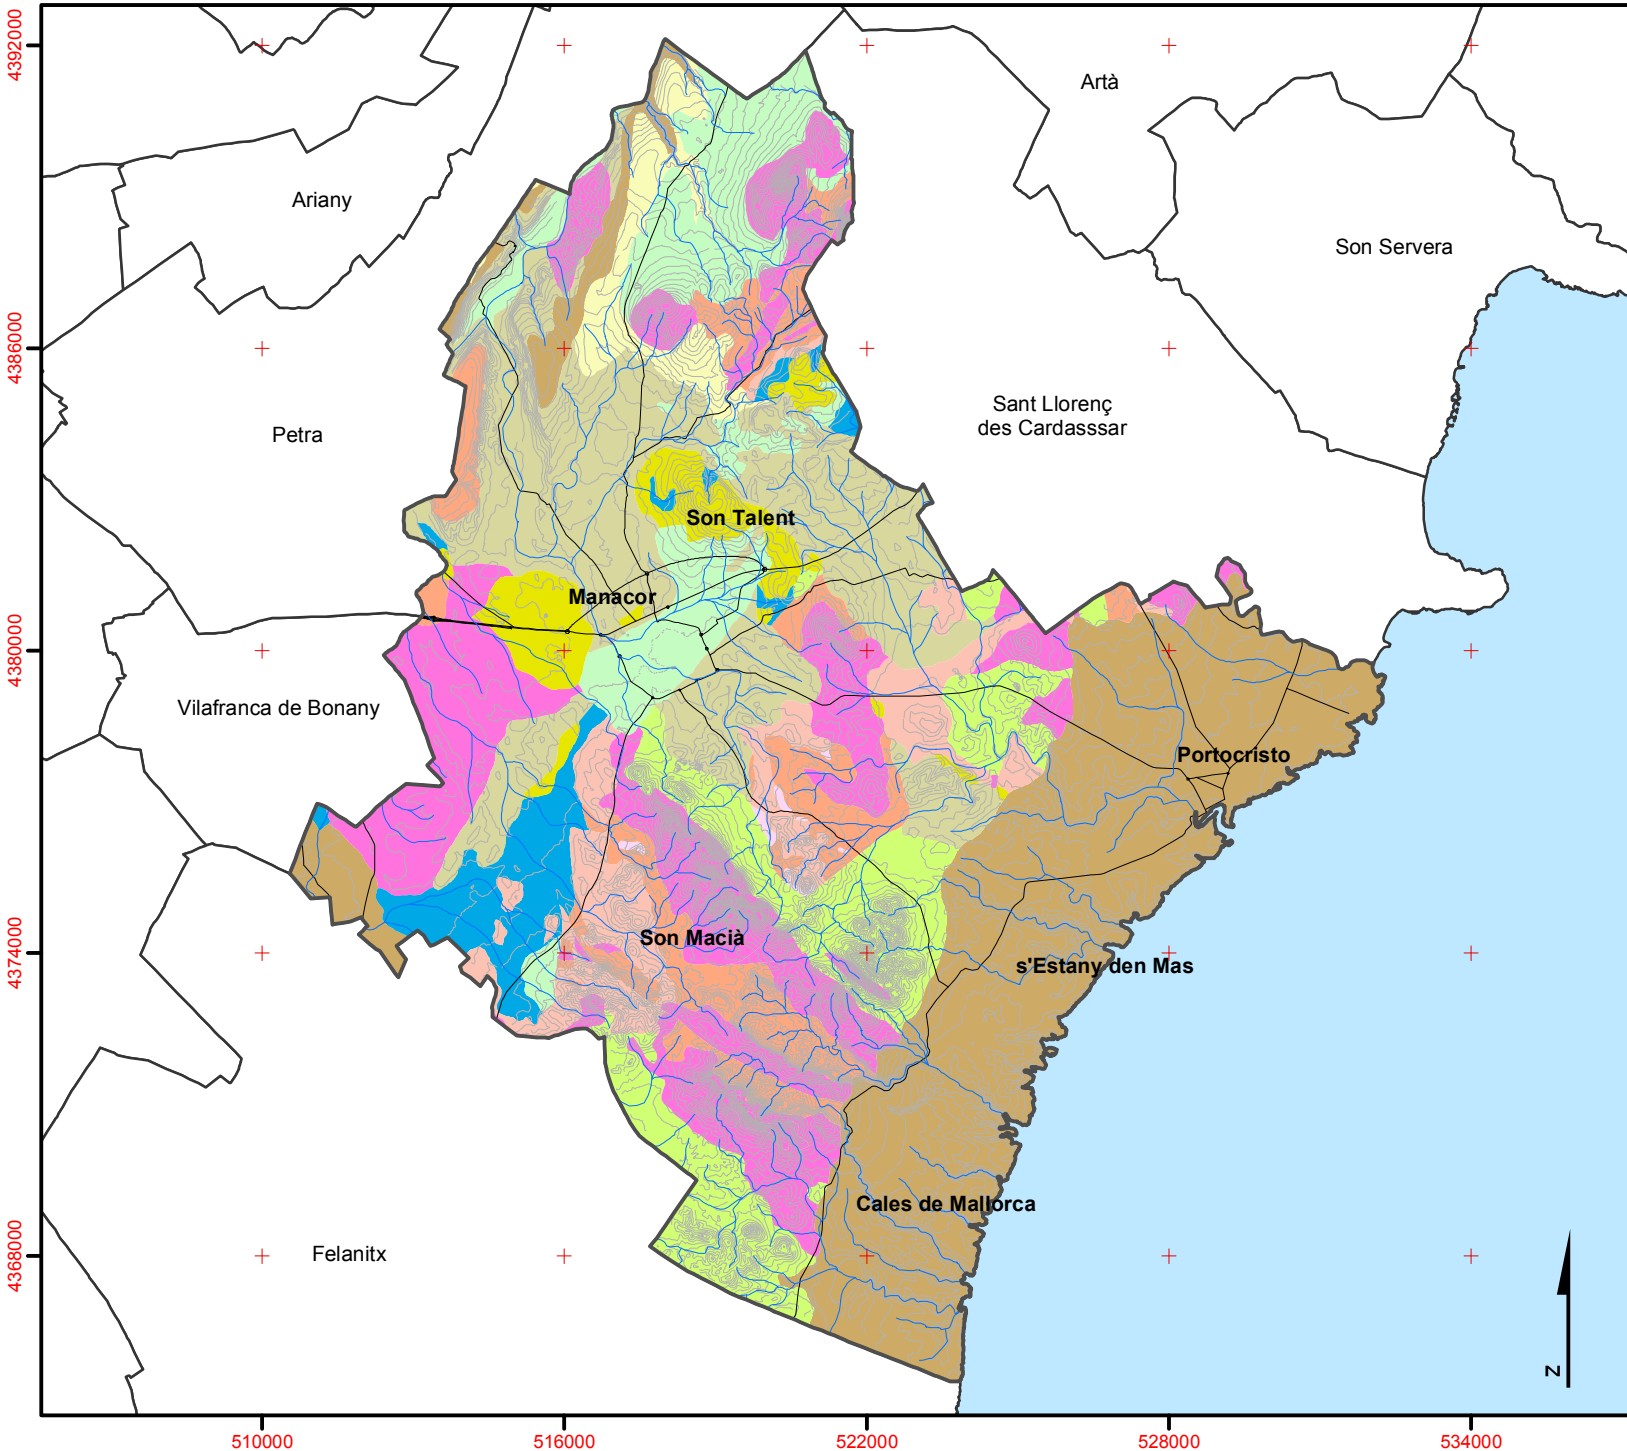 4392000
Artà
Ariany
Son Servera
4386000
Sant Llorenç
des Cardasssar
Petra
Son Talent
Manacor
4380000
Vilafranca de Bonany
Portocristo
Son Macià
4374000
s'Estany den Mas
Cales de Mallorca
4368000
Felanitx
N
510000
516000
522000
528000
534000